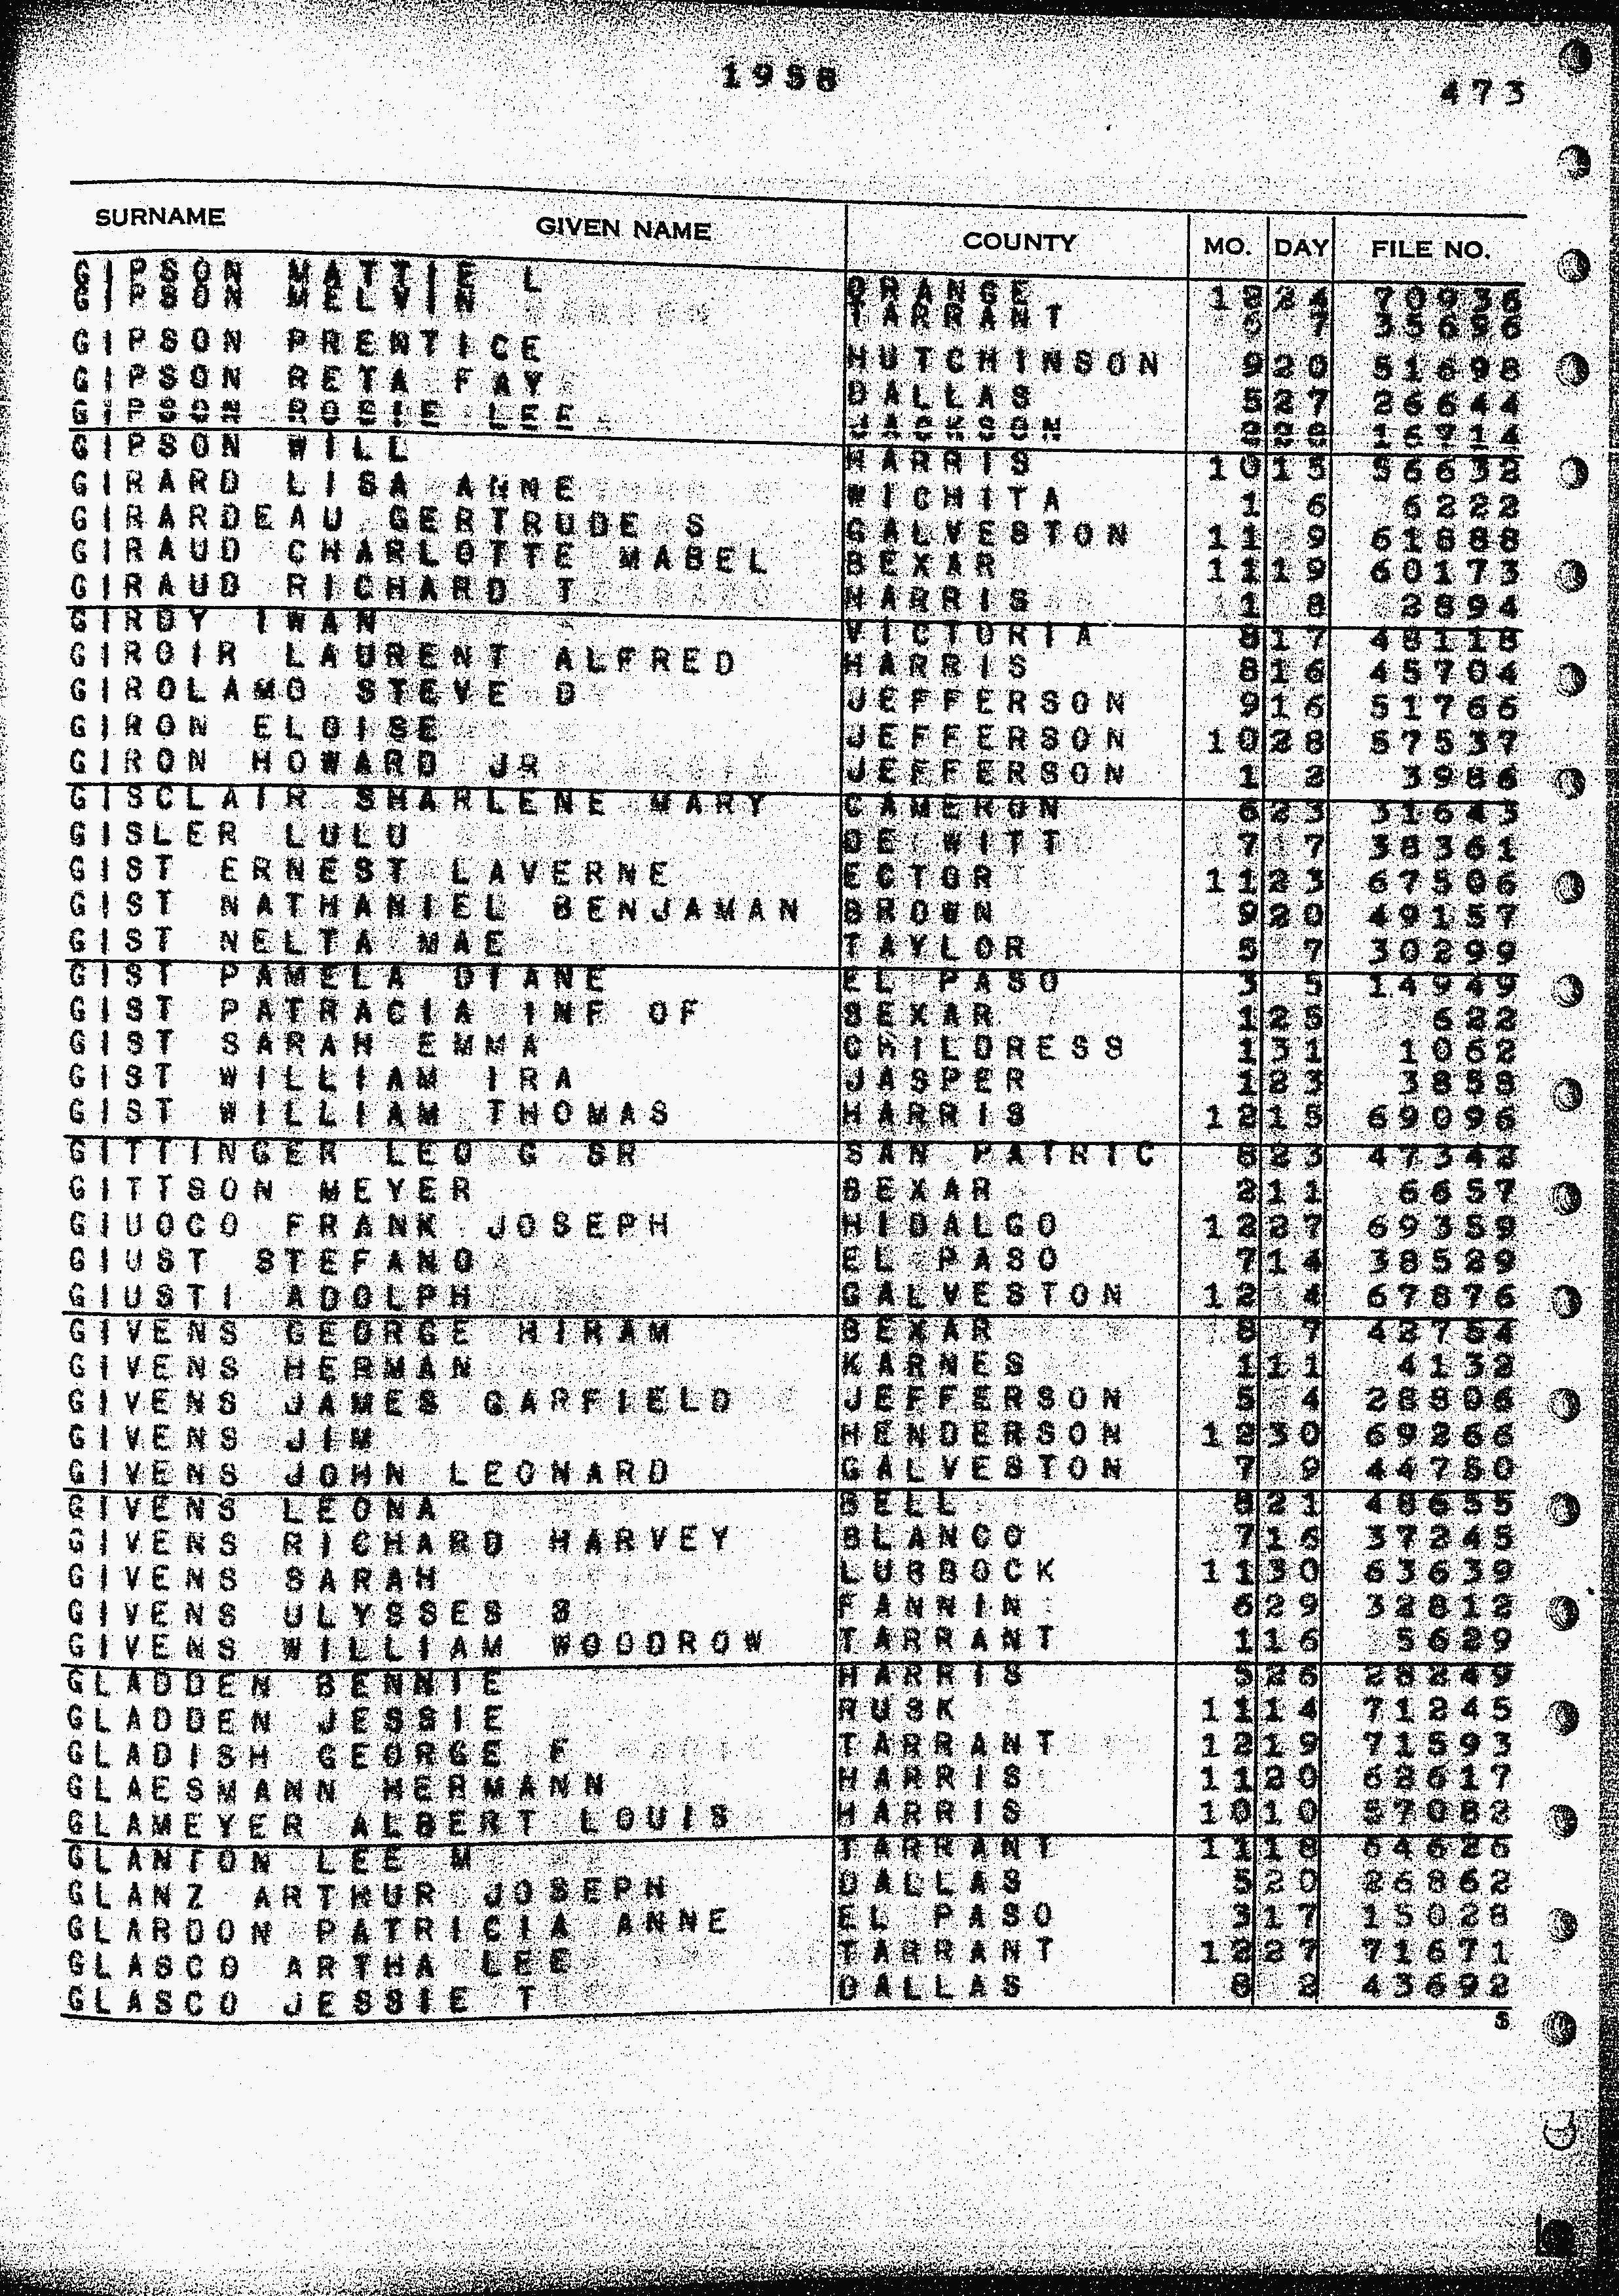 1958
473
SURNAME GIVEN NAME COUNTY MO. DAY FILE NO.
GIPSON MATTIE L ORANGE 12 24 70936
GIPSON MELVIN TARRANT 7 35696
GIPSON PRENTICE HUTCHINSON 9 20 51698
GIPSON RETA FAY DALLAS 5 27 26644
GIPSON ROSIE LEE JACKSON 16914
GIPSON WILL HARRIS 10 15 56632
GIRARD LISA ANNE WICHITA 1 6 6222
GIRARDEAU GERTRUDE S GALVESTON 11 9 61888
GIRAUD CHARLOTTE MABEL BEXAR 11 19 60173
GIRAUD RICHARD T HARRIS 1 8 2894
GIRDY IWAN VICTORIA 8 17 48118
GIROIR LAURENT ALFRED HARRIS 8 16 45704
GIROLAMO STEVE D JEFFERSON 9 16 51766
GIRON ELOISE JEFFERSON 10 28 57537
GIRON HOWARD JR JEFFERSON 1 2 3986
GISCLAIR SHARLENE MARY CAMERON 6 23 31643
GISLER LULU DE WITT 7 7 38361
GIST ERNEST LAVERNE ECTOR 11 23 67506
GIST NATHANIEL BENJAMAN BROWN 9 20 49157
GIST NELTA MAE TAYLOR 5 7 30299
GIST PAMELA DIANE EL PASO 3 5 14949
GIST PATRACIA INF OF BEXAR 1 25 622
GIST SARAH EMMA CHILDRESS 1 31 1062
GIST WILLIAM IRA JASPER 1 23 3859
GIST WILLIAM THOMAS HARRIS 12 15 69096
GITTINGER LEO G SR SAN PATRIC 8 23 47342
GITTSON MEYER BEXAR 2 11 6657
GIUOCO FRANK JOSEPH HIDALGO 12 27 69359
GIUST STEFANO EL PASO 7 14 38529
GIUSTI ADOLPH GALVESTON 12 4 67876
GIVENS GEORGE HIRAM BEXAR 8 7 42754
GIVENS HERMAN KARNES 1 11 4132
GIVENS JAMES GARFIELD JEFFERSON 5 4 28806
GIVENS JIM HENDERSON 12 30 69266
GIVENS JOHN LEONARD GALVESTON 7 9 44750
GIVENS LEONA BELL 8 21 48655
GIVENS RICHARD HARVEY BLANCO 7 16 37245
GIVENS SARAH LUBBOCK 11 30 63639
GIVENS ULYSSES S FANNIN 6 29 32812
GIVENS WILLIAM WOODROW TARRANT 1 16 5629
GLADDEN BENNIE HARRIS 5 26 28249
GLADDEN JESSIE RUSK 11 14 71245
GLADISH GEORGE F TARRANT 12 19 71593
GLAESMANN HERMANN HARRIS 11 20 62617
GLAMEYER ALBERT LOUIS HARRIS 10 10 57082
GLANTON LEE M TARRANT 11 18 64626
GLANZ ARTHUR JOSEPH DALLAS 5 20 26862
GLARDON PATRICIA ANNE EL PASO 3 17 15028
GLASCO ARTHA LEE TARRANT 12 27 71671
GLASCO JESSIE T DALLAS 8 2 43692
S